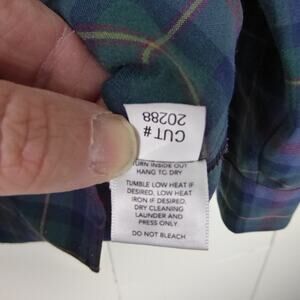 CUT #
20288
TURN INSIDE OUT
HANG TO DRY
TUMBLE LOW HEAT IF
DESIRED, LOW HEAT
IRON IF DESIRED,
DRY CLEANING
LAUNDER AND
PRESS ONLY
DO NOT BLEACH